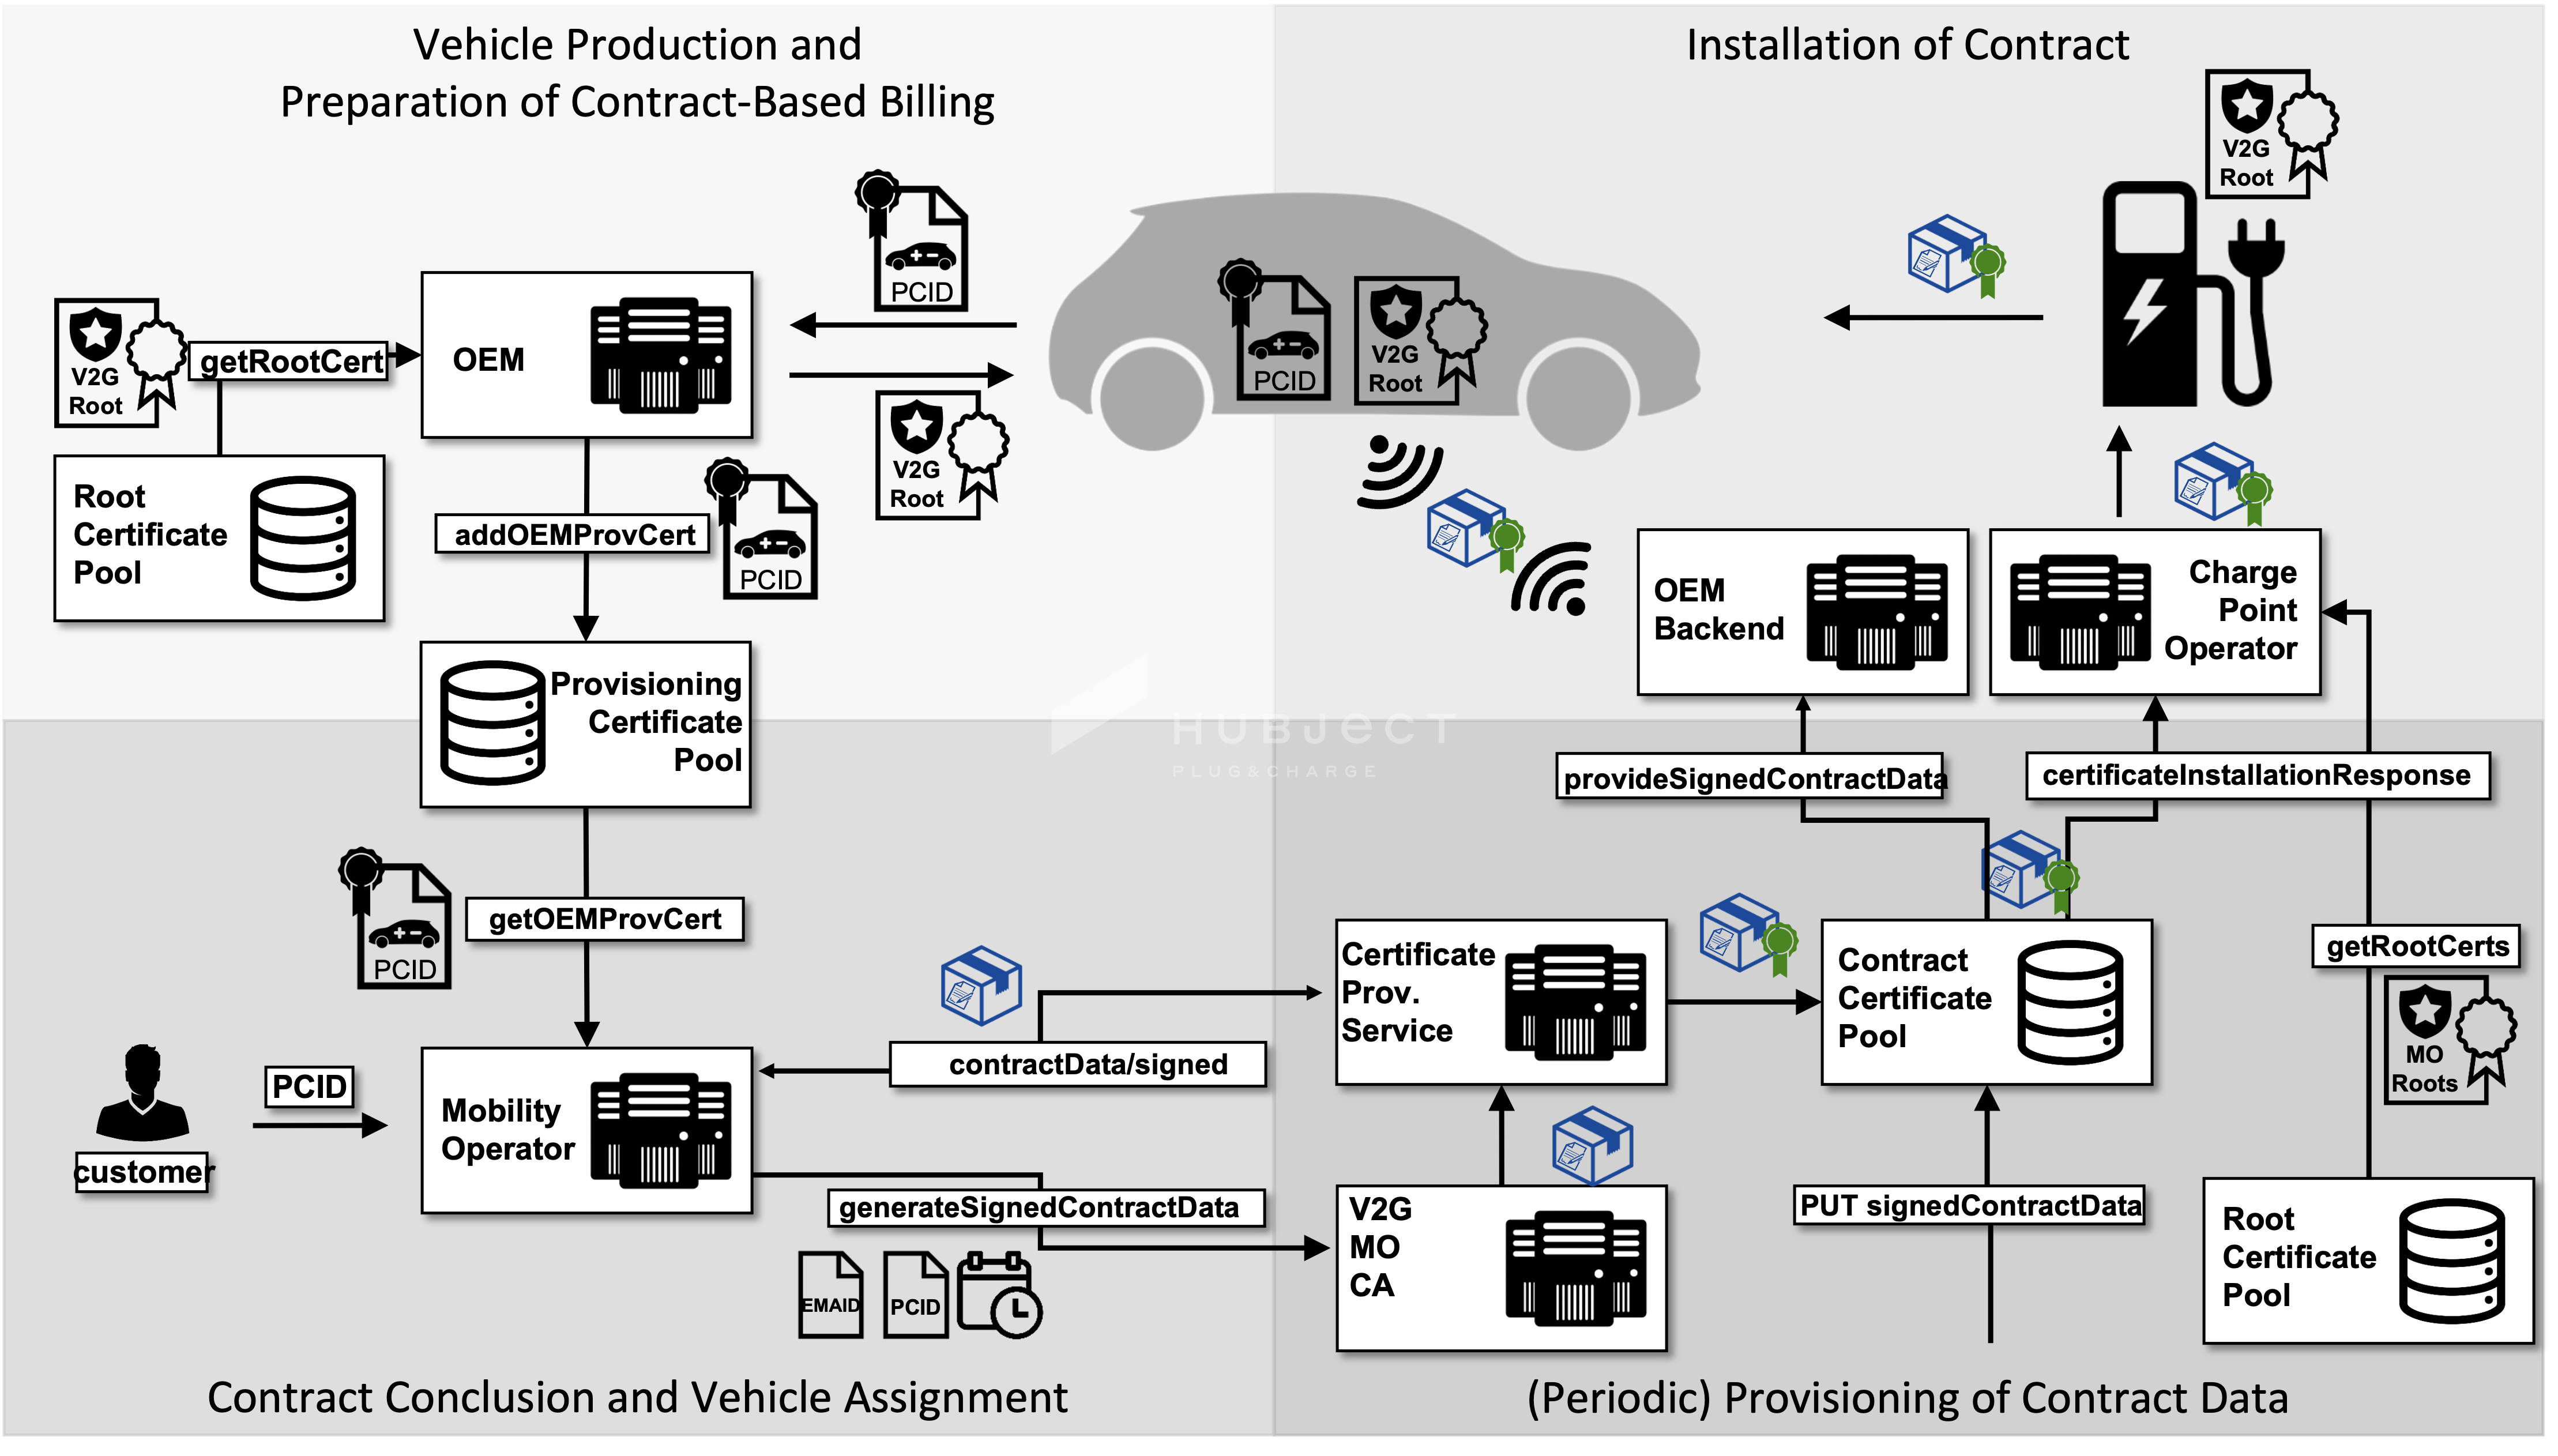 Vehicle Production and
Preparation of Contract-Based Billing
Installation of Contract
V2G
Root
PCID
V2G
Root
getRootCert
OEM
PCID
V2G
Root
V2G
Root
Root
Certificate
Pool
addOEMProvCert
PCID
OEM
Backend
Charge
Point
Operator
Provisioning
Certificate
Pool
HUBJECT
PLUG&CHARGE
provideSignedContractData
certificateInstallationResponse
getOEMProvCert
PCID
Certificate
Prov.
Service
Contract
Certificate
Pool
getRootCerts
MO
Roots
contractData/signed
PCID
customer
Mobility
Operator
generateSignedContractData
EMAID
PCID
V2G
MO
CA
PUT signedContractData
Root
Certificate
Pool
Contract Conclusion and Vehicle Assignment
(Periodic) Provisioning of Contract Data